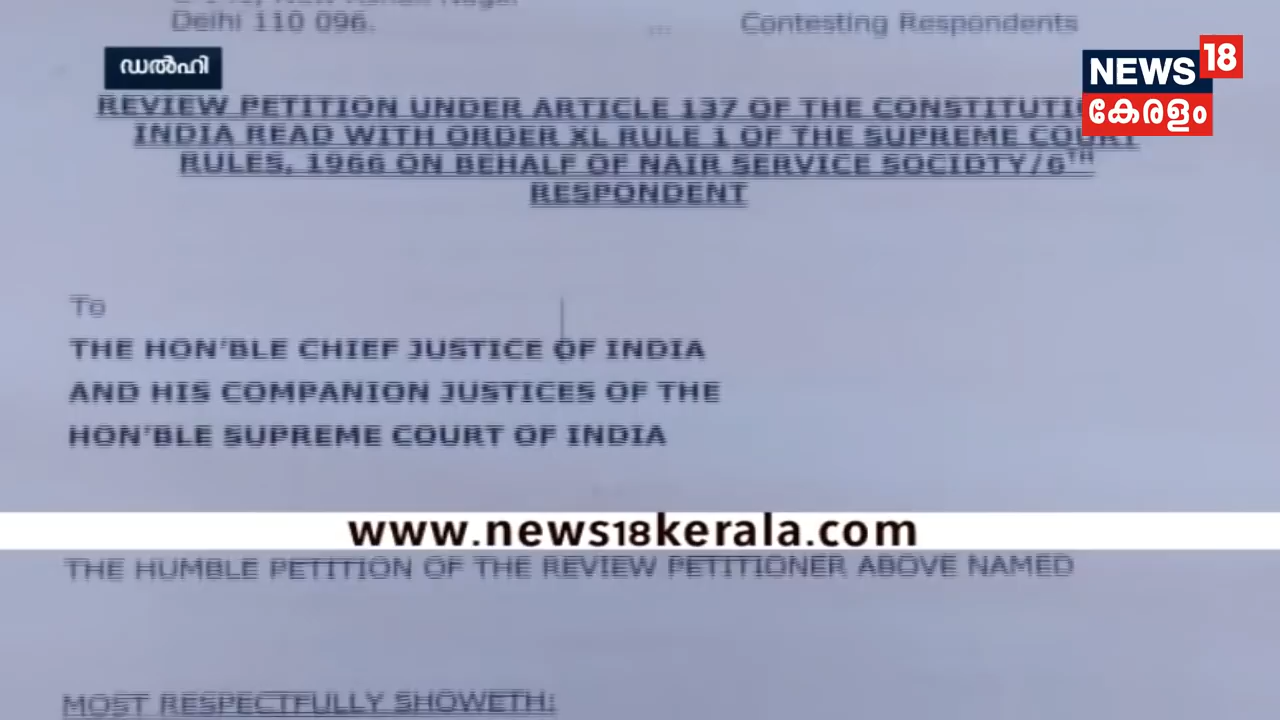 Delhi 110 096.
... Contesting Respondents
ഡൽഹി
NEWS 18
കേരളം
REVIEW PETITION UNDER ARTICLE 137 OF THE
INDIA READ WITH ORDER XL RULE 1 OF THE SUPREME COURT
RULES, 1966 ON BEHALF OF NAIR SERVICE SOCIDTY/6TH
RESPONDENT
To
THE HON'BLE CHIEF JUSTICE OF INDIA
AND HIS COMPANION JUSTICES OF THE
HON'BLE SUPREME COURT OF INDIA
www.news18kerala.com
THE HUMBLE PETITION OF THE REVIEW PETITIONER ABOVE NAMED
MOST RESPECTFULLY SHOWETH: